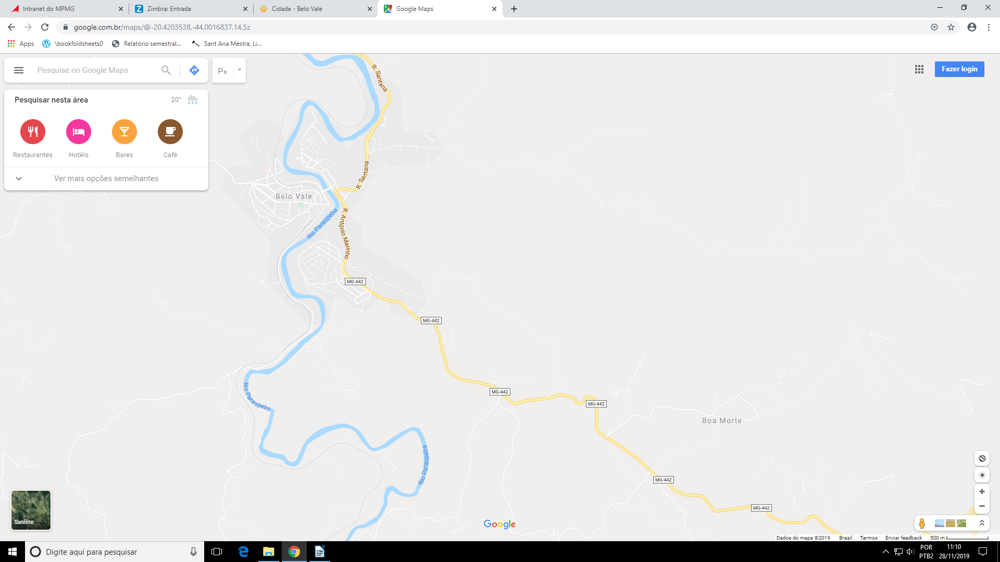 Intranet do MPMG
Zimbra: Entrada
Cidade - Belo Vale
Google Maps
google.com.br/maps/@-20.4203538,-44.0016837,14.5z
Apps
\bookfoldsheets0
Relatório semestral...
Sant Ana Mestra, Li...
Pesquise no Google Maps
Pt
Fazer login
Pesquisar nesta área
20°
Restaurantes
Hotéis
Bares
Café
Ver mais opções semelhantes
R. Santana
R. Santana
Belo Vale
Rio Paraopeba
R. Antônio Marinho
MG-442
MG-442
Rio Paraopeba
MG-442
MG-442
Boa Morte
Rio Paraopeba
MG-442
MG-442
Satélite
Google
Dados do mapa ©2019
Brasil
Termos
Enviar feedback
500 m
Digite aqui para pesquisar
POR
PTB2
11:10
28/11/2019